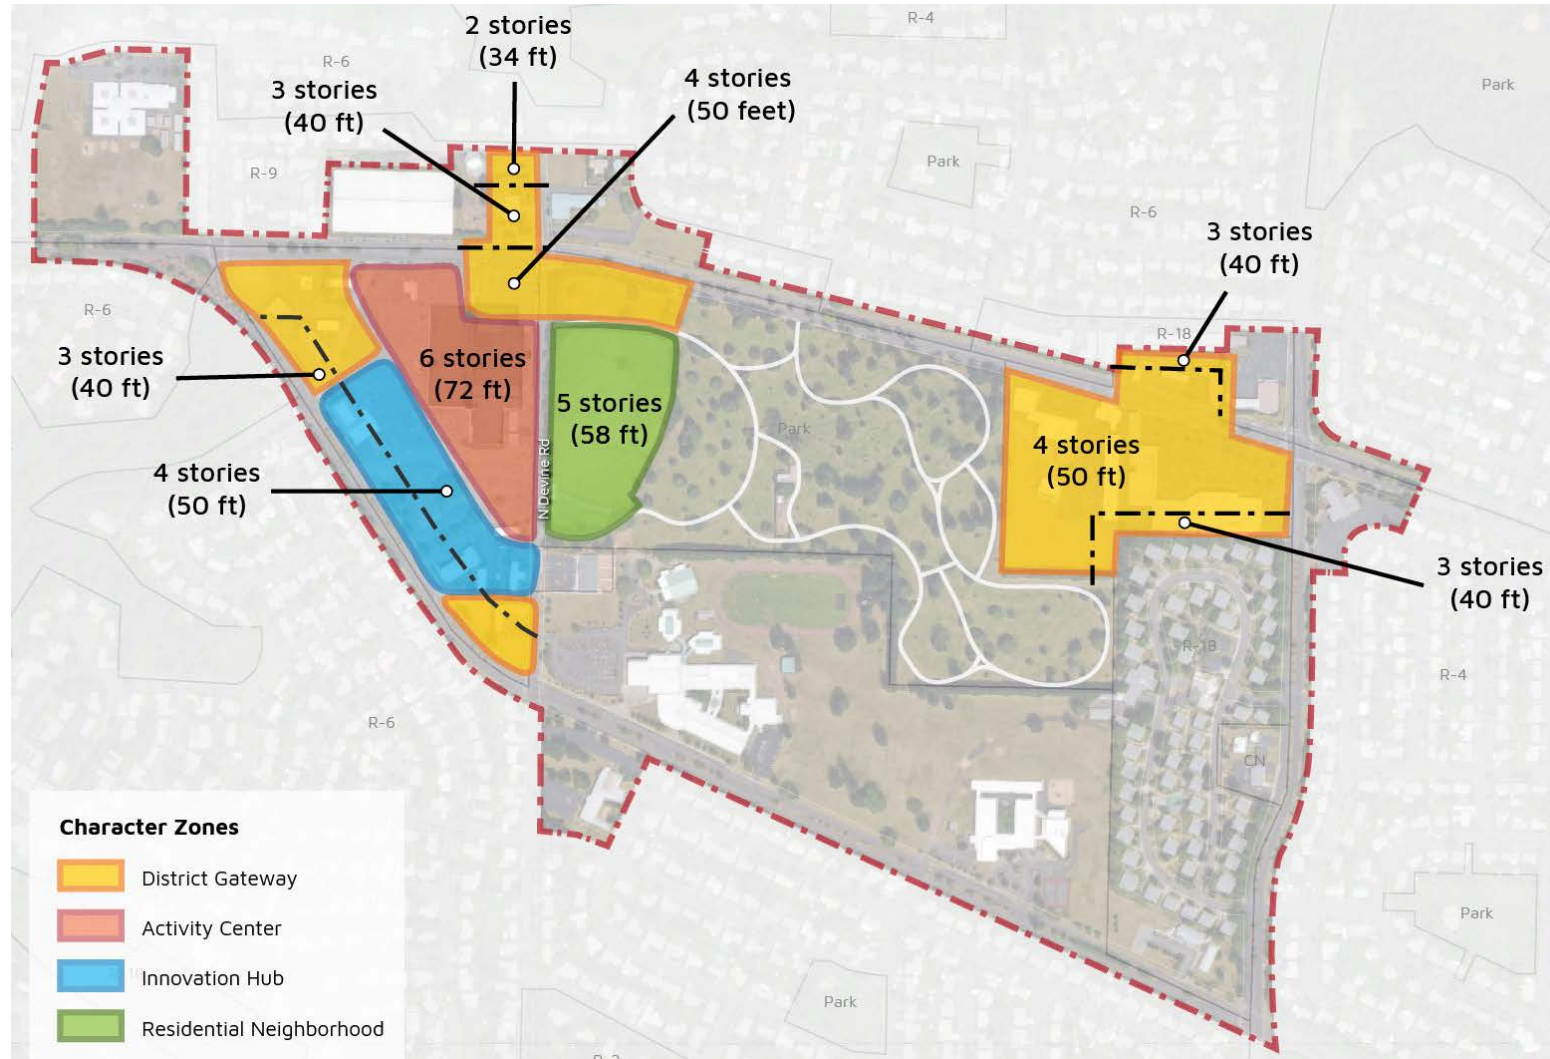 R-4
2 stories
(34 ft)
R-6
4 stories
(50 feet)
3 stories
(40 ft)
Park
Park
R-9
R-6
3 stories
(40 ft)
R-6
R-18
3 stories
(40 ft)
6 stories
(72 ft)
5 stories
(58 ft)
Park
4 stories
(50 ft)
N Devine Rd
4 stories
(50 ft)
3 stories
(40 ft)
R-18
R-4
R-6
CN
Park
Park
Character Zones
District Gateway
Activity Center
Innovation Hub
Residential Neighborhood